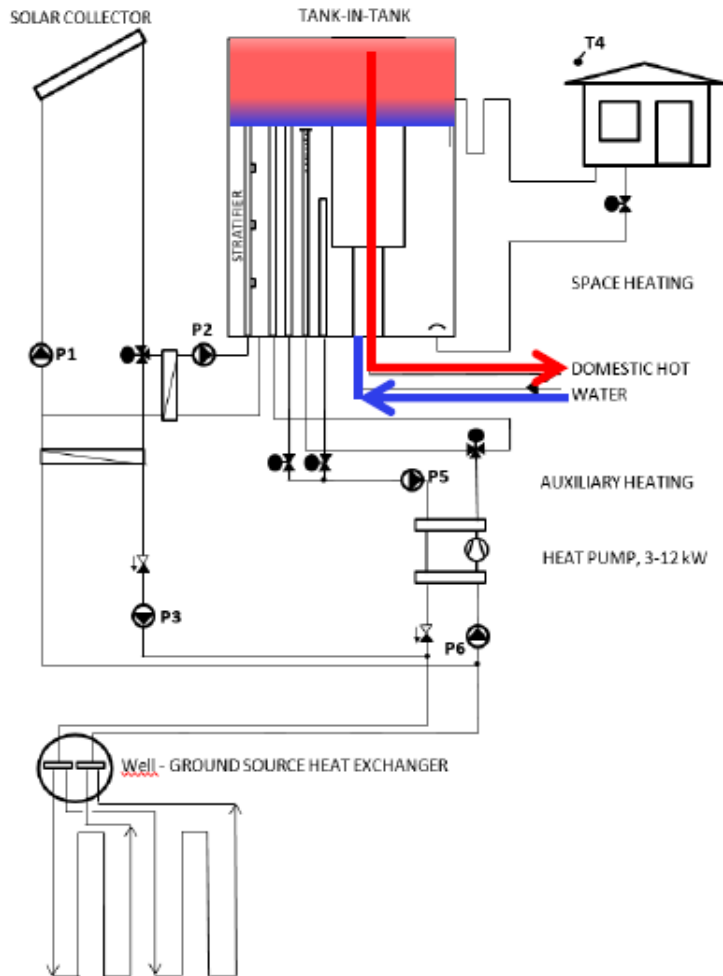 SOLAR COLLECTOR
TANK-IN-TANK
T4
STRATIFIER
SPACE HEATING
P1
P2
DOMESTIC HOT
WATER
P5
AUXILIARY HEATING
HEAT PUMP, 3-12 kW
P3
P6
Well - GROUND SOURCE HEAT EXCHANGER